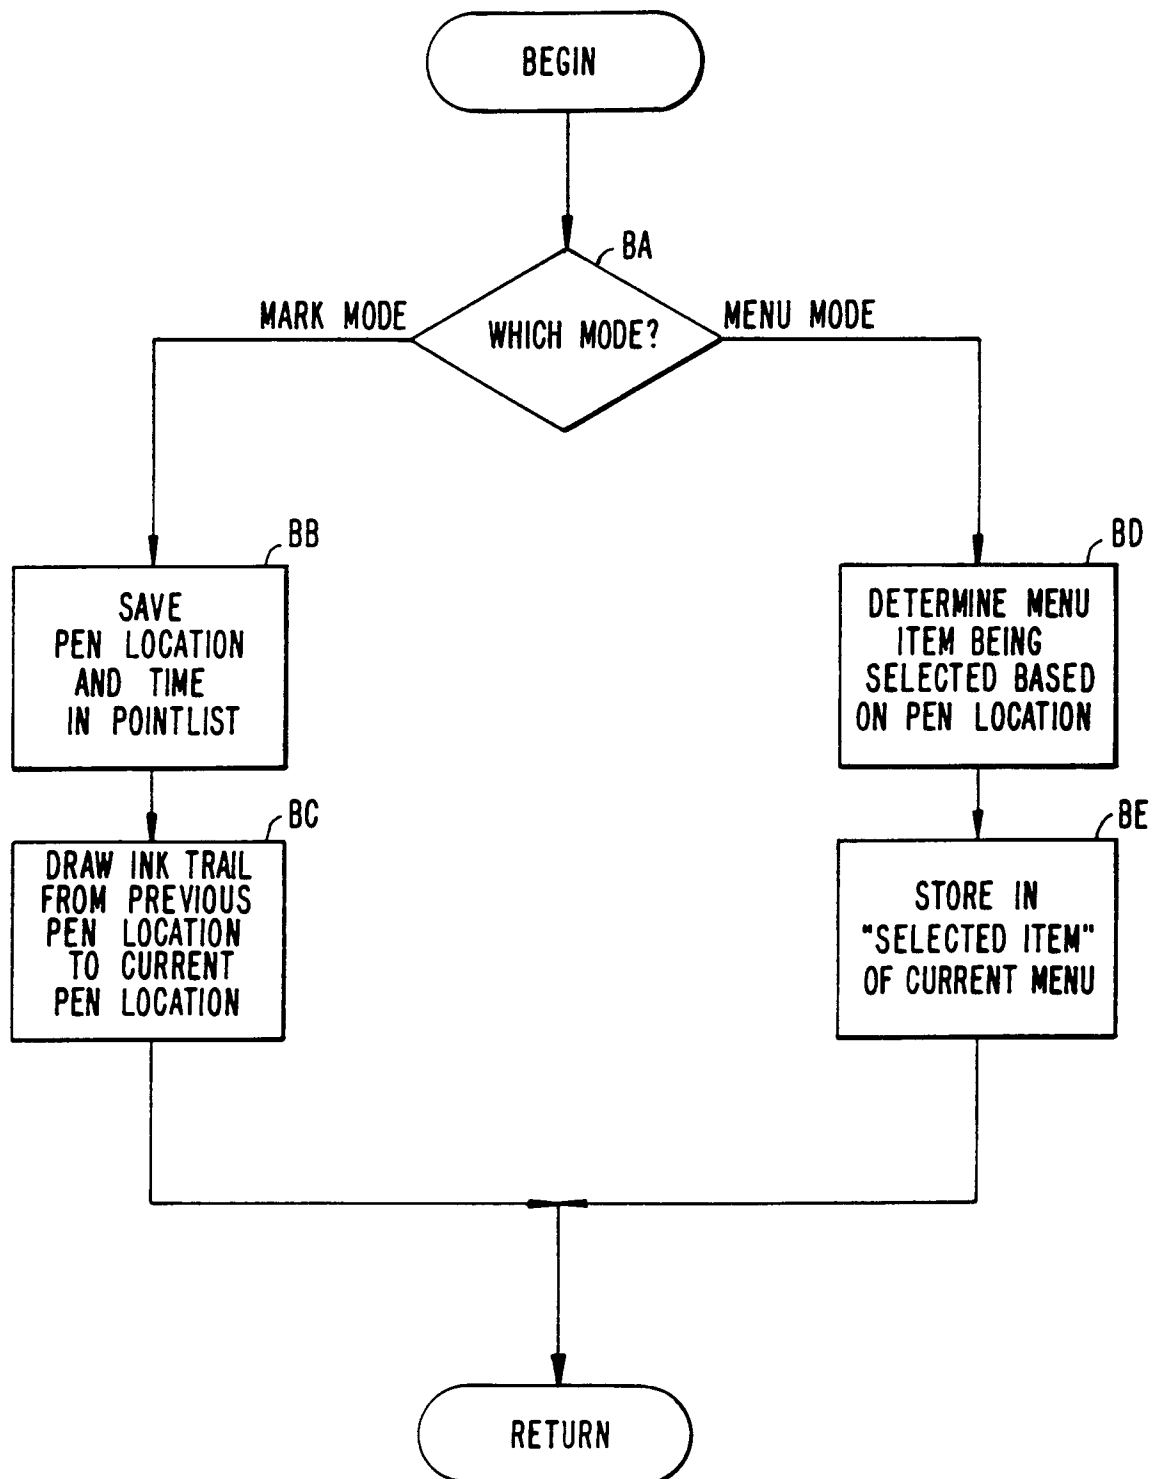 BEGIN
BA
MARK MODE
WHICH MODE?
MENU MODE
BB
SAVE
PEN LOCATION
AND TIME
IN POINTLIST
BC
DRAW INK TRAIL
FROM PREVIOUS
PEN LOCATION
TO CURRENT
PEN LOCATION
BD
DETERMINE MENU
ITEM BEING
SELECTED BASED
ON PEN LOCATION
BE
STORE IN
"SELECTED ITEM"
OF CURRENT MENU
RETURN